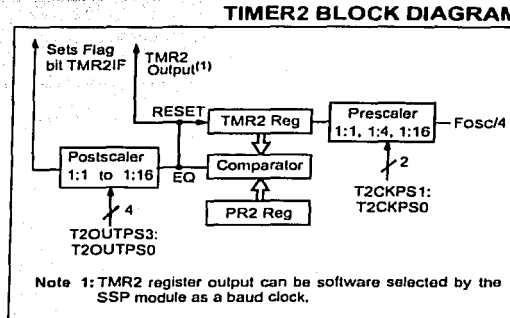 TIMER2 BLOCK DIAGRAM
Sets Flag
bit TMR2IF
TMR2
Output(1)
RESET
TMR2 Reg
Prescaler
1:1, 1:4, 1:16
Fosc/4
Postscaler
1:1 to 1:16
EQ
Comparator
2
T2CKPS1:
T2CKPS0
4
PR2 Reg
T2OUTPS3:
T2OUTPS0
Note 1: TMR2 register output can be software selected by the
SSP module as a baud clock.